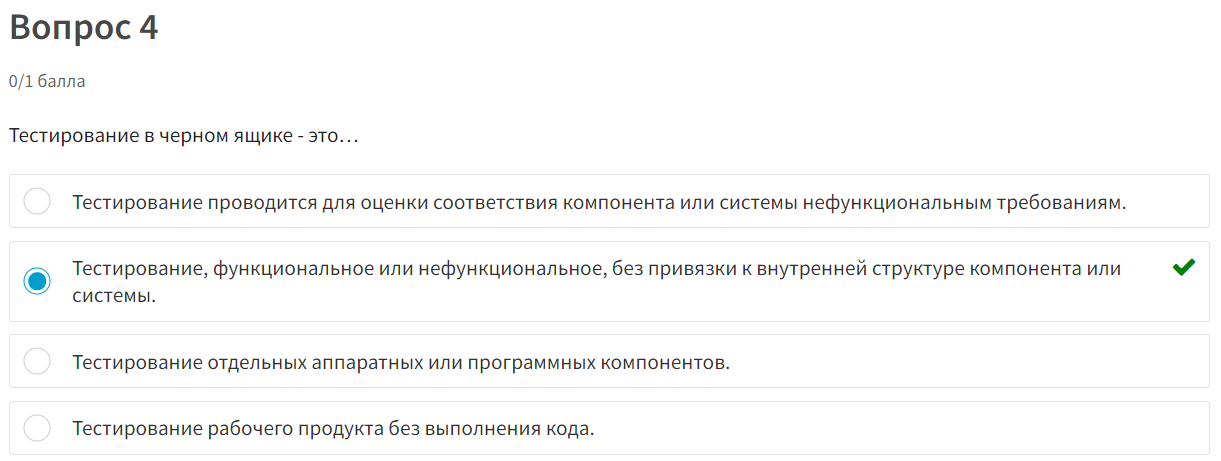 Вопрос 4
0/1 балла
Тестирование в черном ящике - это…
Тестирование проводится для оценки соответствия компонента или системы нефункциональным требованиям.
Тестирование, функциональное или нефункциональное, без привязки к внутренней структуре компонента или
системы.
Тестирование отдельных аппаратных или программных компонентов.
Тестирование рабочего продукта без выполнения кода.